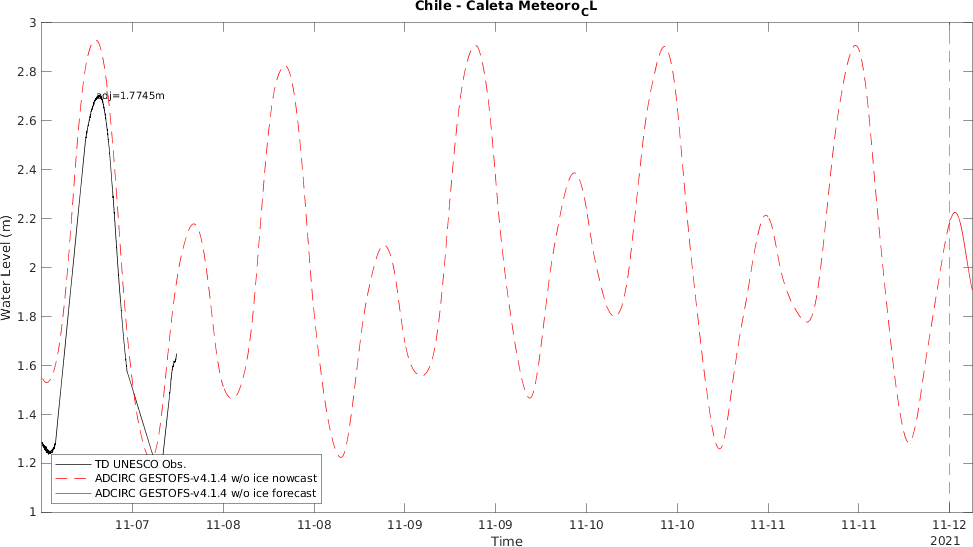 Chile - Caleta Meteoro_CL
Water Level (m)
3
2.8
2.6
2.4
2.2
2
1.8
1.6
1.4
1.2
1
adj=1.7745m
TD UNESCO Obs.
ADCIRC GESTOFS-v4.1.4 w/o ice nowcast
ADCIRC GESTOFS-v4.1.4 w/o ice forecast
11-07 11-08 11-08 11-09 11-09 11-10 11-10 11-11 11-11 11-12
2021
Time